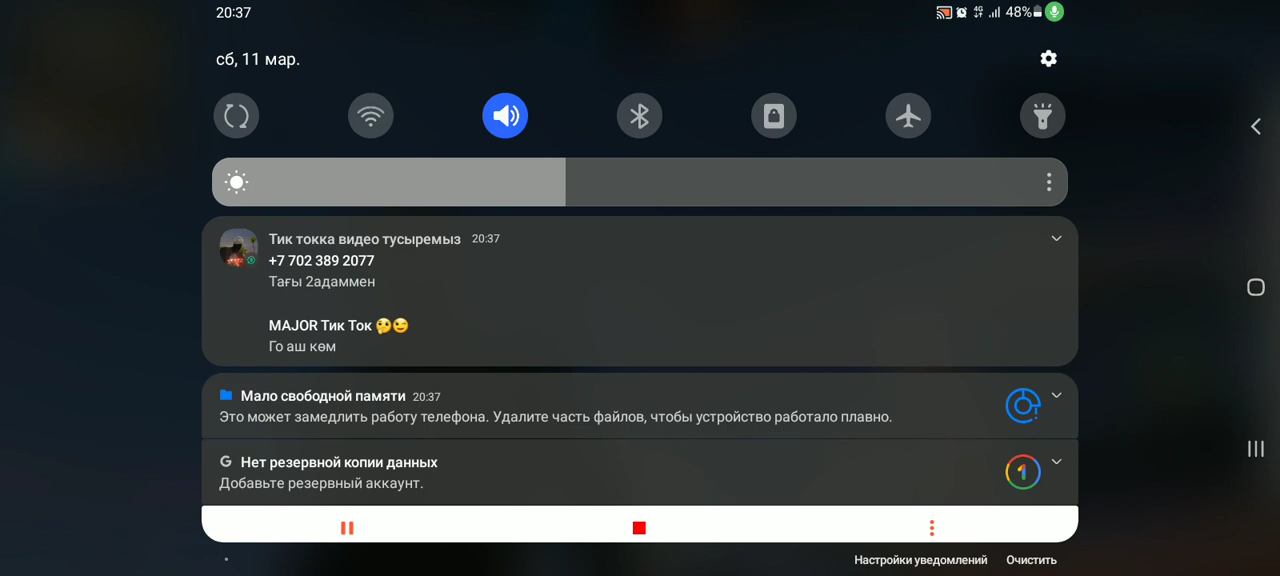 20:37
4G 48%
сб, 11 мар.
Тик токка видео тусыремыз 20:37
+7 702 389 2077
Тағы 2адаммен
MAJOR Тик Ток 🤔😉
Го аш көм
Мало свободной памяти 20:37
Это может замедлить работу телефона. Удалите часть файлов, чтобы устройство работало плавно.
G Нет резервной копии данных
1
Добавьте резервный аккаунт.
Настройки уведомлений Очистить